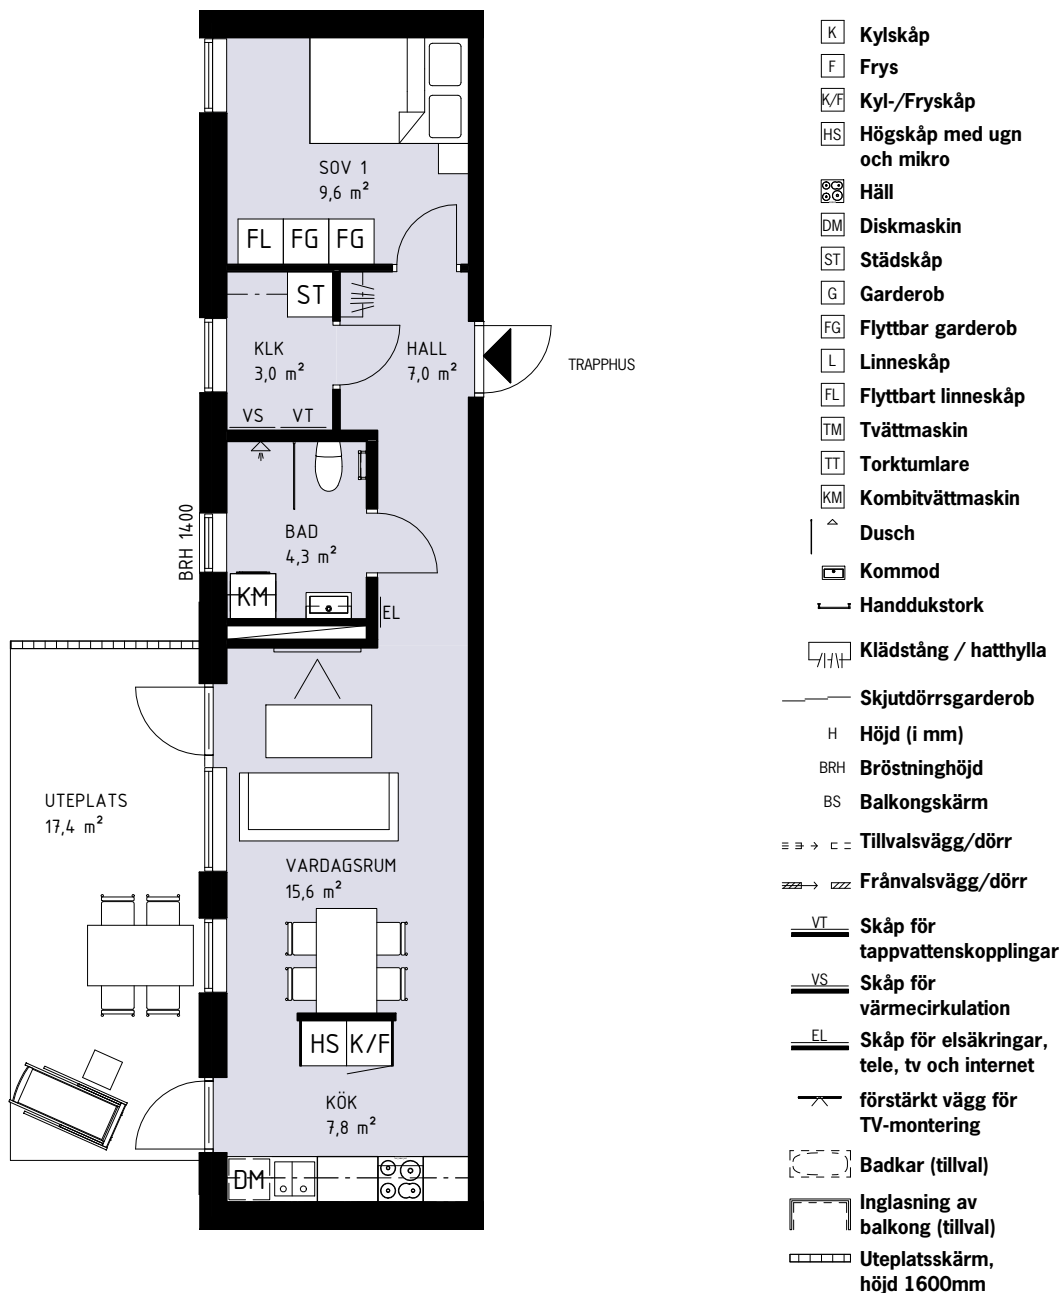 SOV 1
9,6 m²
FL FG FG
ST
KLK
3,0 m²
HALL
7,0 m²
TRAPPHUS
VS VT
BRH 1400
BAD
4,3 m²
KM
EL
UTEPLATS
17,4 m²
VARDAGSRUM
15,6 m²
HS K/F
KÖK
7,8 m²
DM
K Kylskåp
F Frys
K/F Kyl-/Fryskåp
HS Högskåp med ugn
och mikro
Häll
DM Diskmaskin
ST Städskåp
G Garderob
FG Flyttbar garderob
L Linneskåp
FL Flyttbart linneskåp
TM Tvättmaskin
TT Torktumlare
KM Kombitvättmaskin
Dusch
Kommod
Handdukstork
Klädstång / hatthylla
Skjutdörrsgarderob
H Höjd (i mm)
BRH Bröstninghöjd
BS Balkongskärm
Tillvalsvägg/dörr
Frånvalsvägg/dörr
VT Skåp för
tappvattenskopplingar
VS Skåp för
värmecirkulation
EL Skåp för elsäkringar,
tele, tv och internet
förstärkt vägg för
TV-montering
Badkar (tillval)
Inglasning av
balkong (tillval)
Uteplatsskärm,
höjd 1600mm